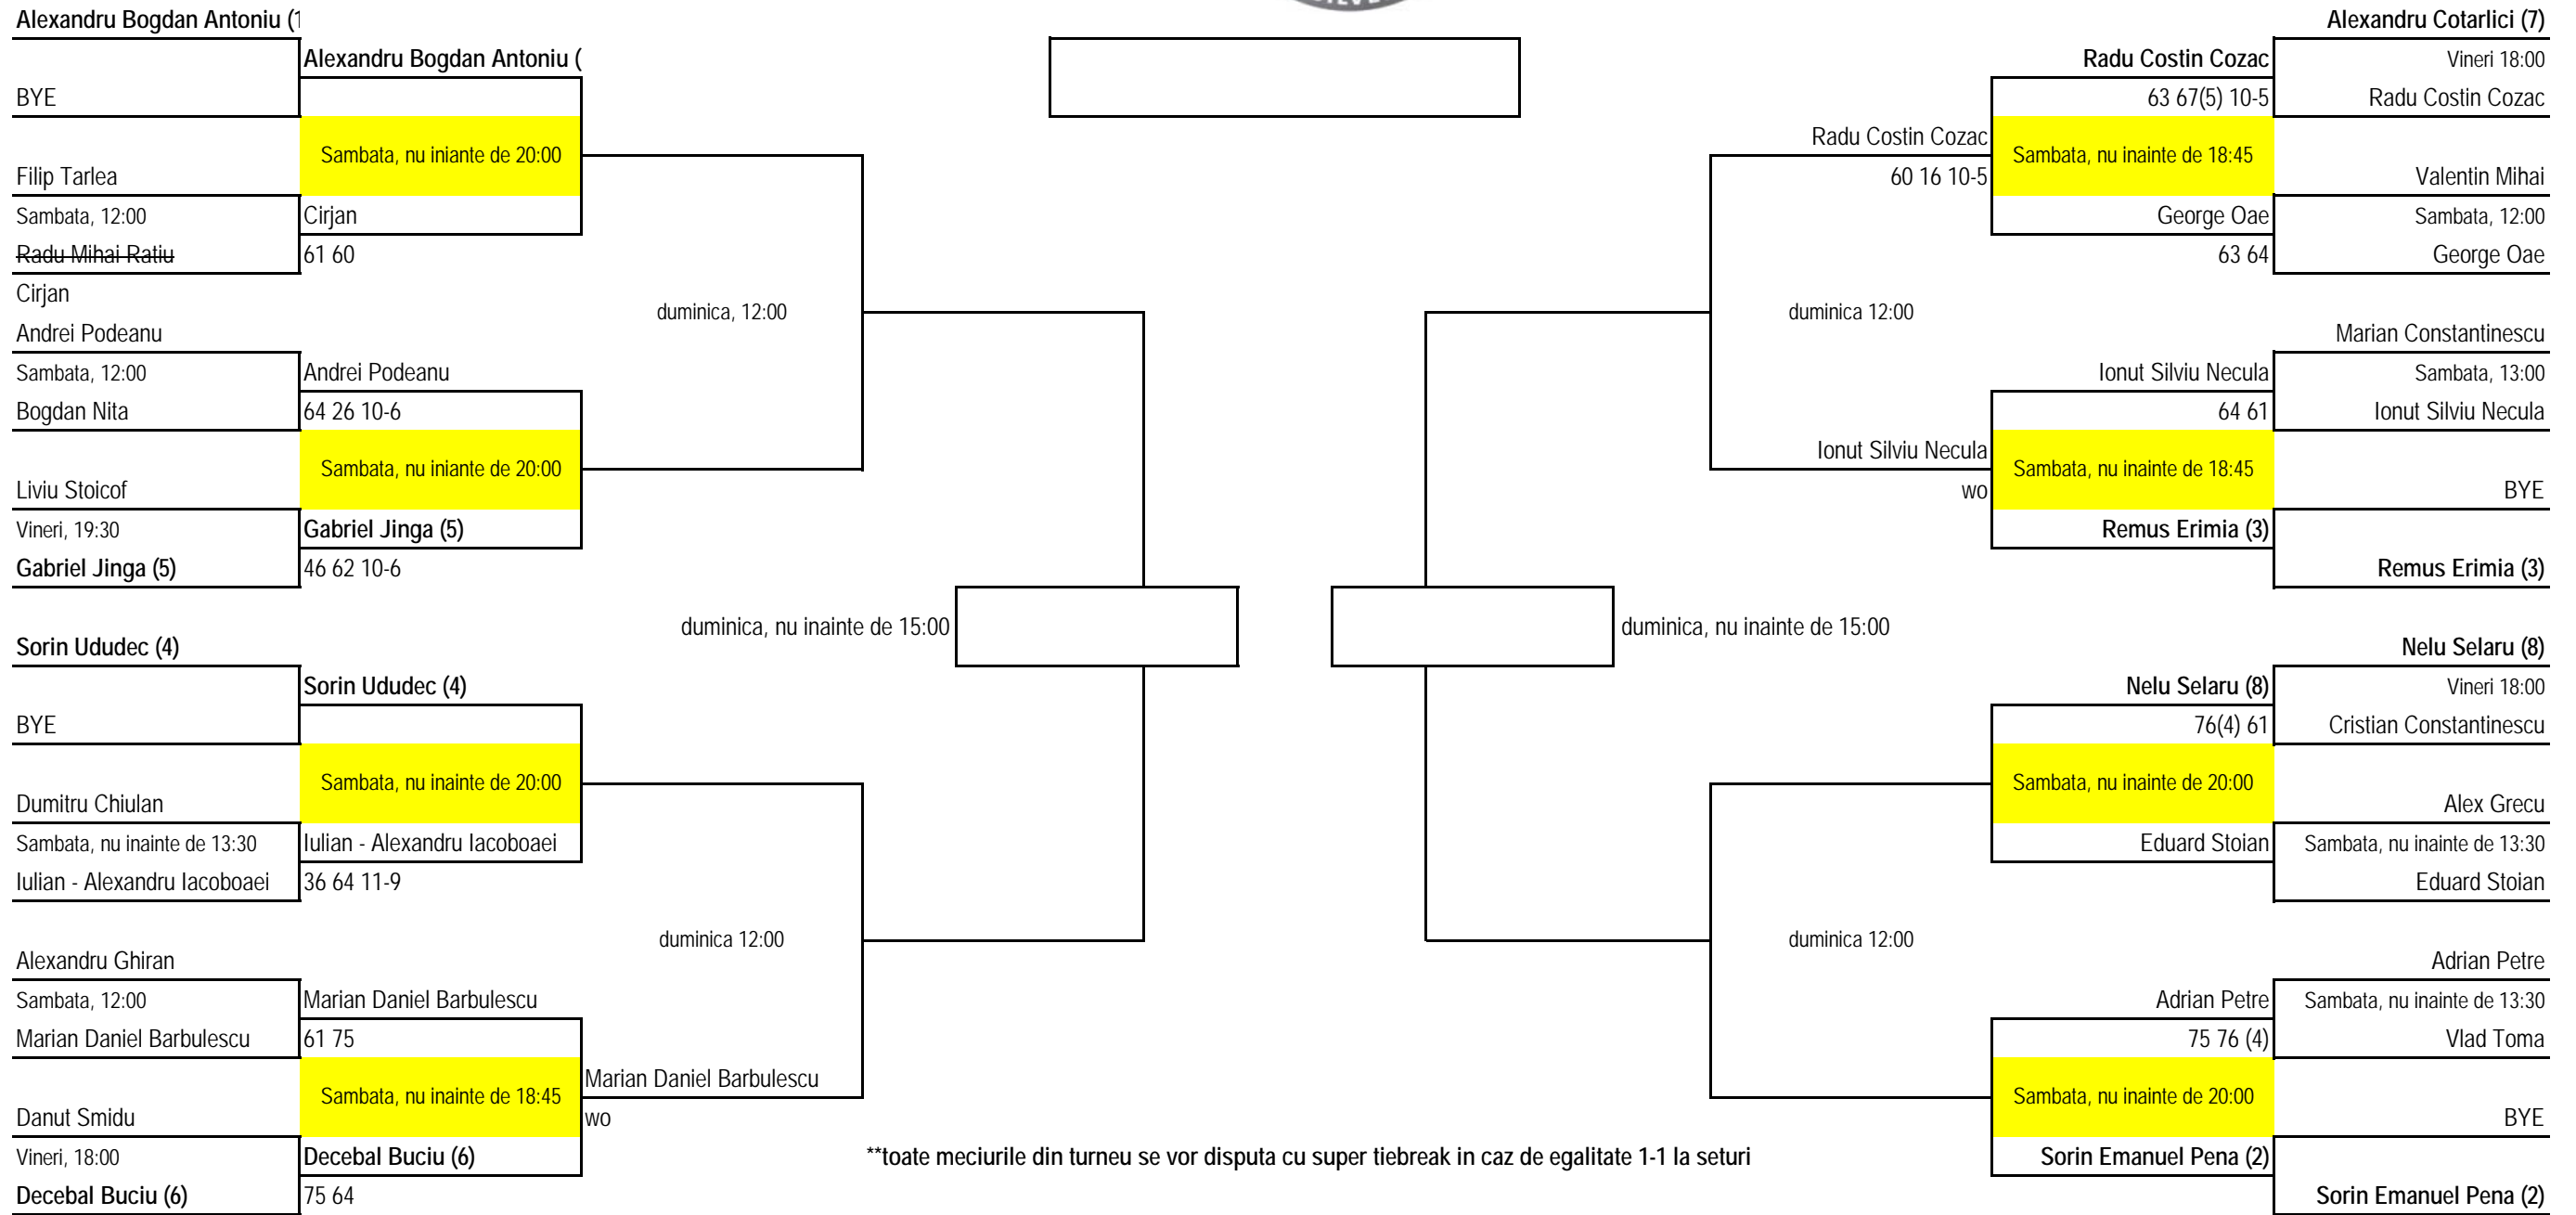 Alexandru Bogdan Antoniu (1
BYE
Filip Tarlea
Sambata, 12:00
Radu Mihai Ratiu
Cirjan
Andrei Podeanu
Sambata, 12:00
Bogdan Nita
Liviu Stoicof
Vineri, 19:30
Gabriel Jinga (5)
Sorin Ududec (4)
BYE
Dumitru Chiulan
Sambata, nu inainte de 13:30
Iulian - Alexandru Iacoboaei
Alexandru Ghiran
Sambata, 12:00
Marian Daniel Barbulescu
Danut Smidu
Vineri, 18:00
Decebal Buciu (6)
Alexandru Bogdan Antoniu (
Sambata, nu iniante de 20:00
Cirjan
61 60
Andrei Podeanu
64 26 10-6
Sambata, nu iniante de 20:00
Gabriel Jinga (5)
46 62 10-6
Sorin Ududec (4)
Sambata, nu inainte de 20:00
Iulian - Alexandru Iacoboaei
36 64 11-9
Marian Daniel Barbulescu
61 75
Sambata, nu inainte de 18:45
Decebal Buciu (6)
75 64
duminica, 12:00
duminica 12:00
Marian Daniel Barbulescu
wo
duminica, nu inainte de 15:00
duminica, nu inainte de 15:00
**toate meciurile din turneu se vor disputa cu super tiebreak in caz de egalitate 1-1 la seturi
Radu Costin Cozac
60 16 10-5
duminica 12:00
Ionut Silviu Necula
wo
duminica 12:00
Radu Costin Cozac
63 67(5) 10-5
Sambata, nu inainte de 18:45
George Oae
63 64
Ionut Silviu Necula
64 61
Sambata, nu inainte de 18:45
Remus Erimia (3)
Nelu Selaru (8)
76(4) 61
Sambata, nu inainte de 20:00
Eduard Stoian
Adrian Petre
75 76 (4)
Sambata, nu inainte de 20:00
Sorin Emanuel Pena (2)
Alexandru Cotarlici (7)
Vineri 18:00
Radu Costin Cozac
Valentin Mihai
Sambata, 12:00
George Oae
Marian Constantinescu
Sambata, 13:00
Ionut Silviu Necula
BYE
Remus Erimia (3)
Nelu Selaru (8)
Vineri 18:00
Cristian Constantinescu
Alex Grecu
Sambata, nu inainte de 13:30
Eduard Stoian
Adrian Petre
Sambata, nu inainte de 13:30
Vlad Toma
BYE
Sorin Emanuel Pena (2)